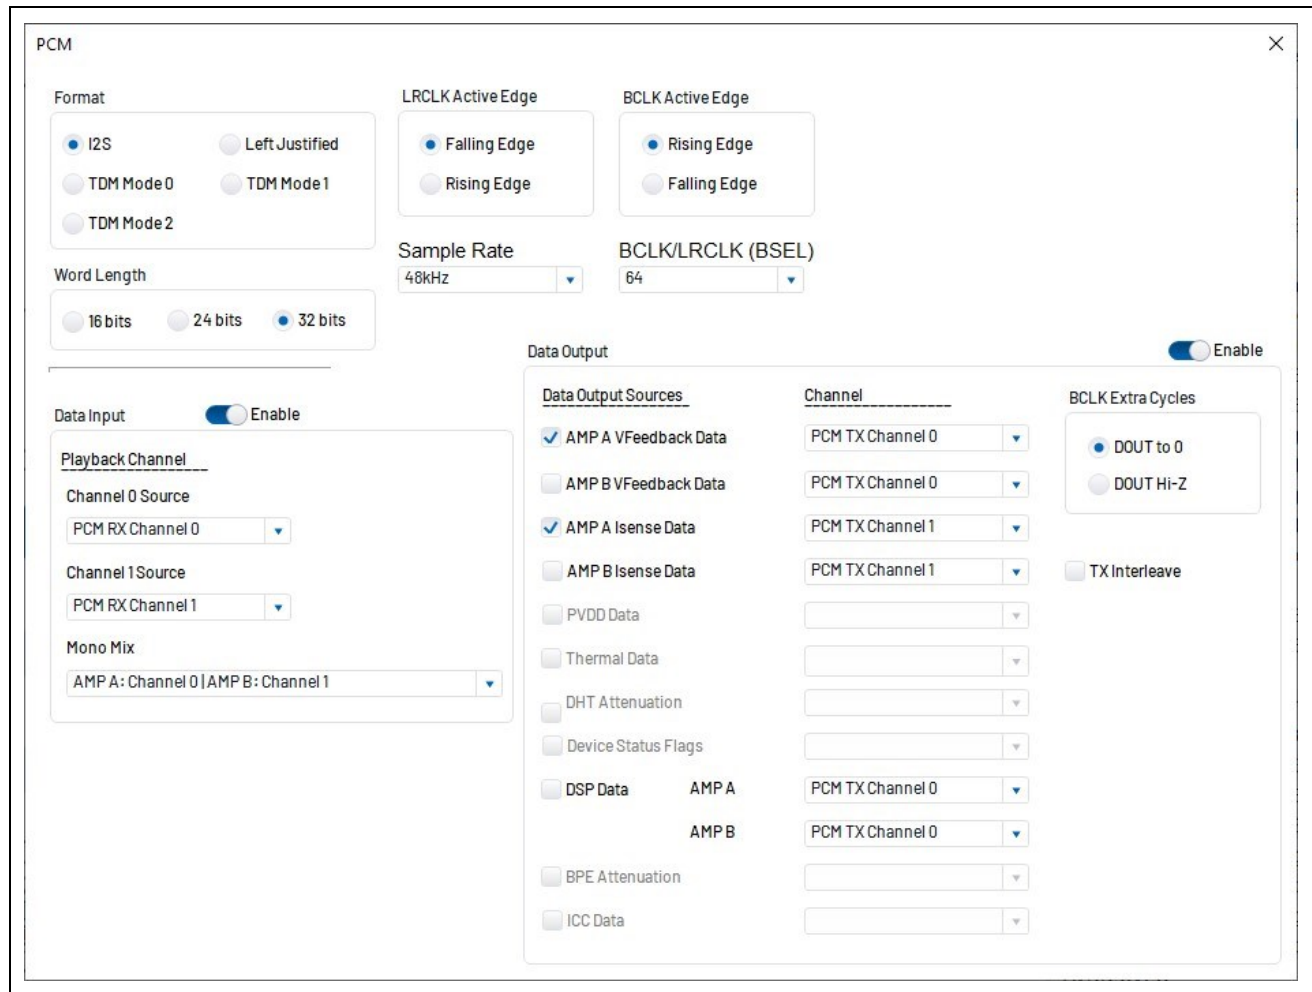 PCM
Format
I2S
Left Justified
TDM Mode 0
TDM Mode 1
TDM Mode 2
LRCLK Active Edge
Falling Edge
Rising Edge
BCLK Active Edge
Rising Edge
Falling Edge
Sample Rate
48kHz
BCLK/LRCLK (BSEL)
64
Word Length
16 bits
24 bits
32 bits
Data Input
Enable
Playback Channel
Channel 0 Source
PCM RX Channel 0
Channel 1 Source
PCM RX Channel 1
Mono Mix
AMP A: Channel 0 | AMP B: Channel 1
Data Output
Enable
Data Output Sources
Channel
AMP A VFeedback Data
PCM TX Channel 0
AMP B VFeedback Data
PCM TX Channel 0
AMP A Isense Data
PCM TX Channel 1
AMP B Isense Data
PCM TX Channel 1
PVDD Data
Thermal Data
DHT Attenuation
Device Status Flags
DSP Data
AMP A
PCM TX Channel 0
AMP B
PCM TX Channel 0
BPE Attenuation
ICC Data
BCLK Extra Cycles
DOUT to 0
DOUT Hi-Z
TX Interleave